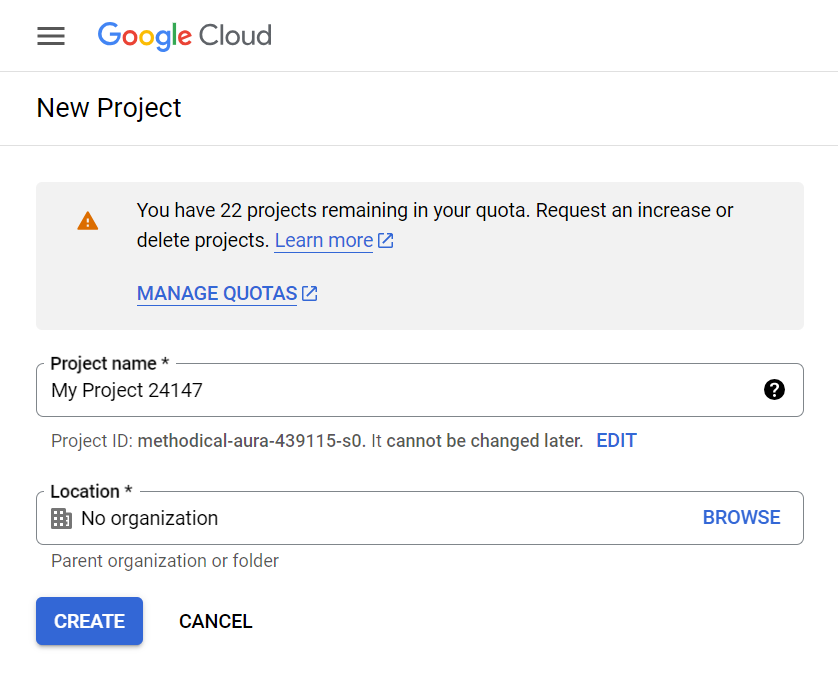 Google Cloud
New Project
You have 22 projects remaining in your quota. Request an increase or
delete projects. Learn more
MANAGE QUOTAS
Project name *
My Project 24147
Project ID: methodical-aura-439115-s0. It cannot be changed later. EDIT
Location *
No organization BROWSE
Parent organization or folder
CREATE CANCEL